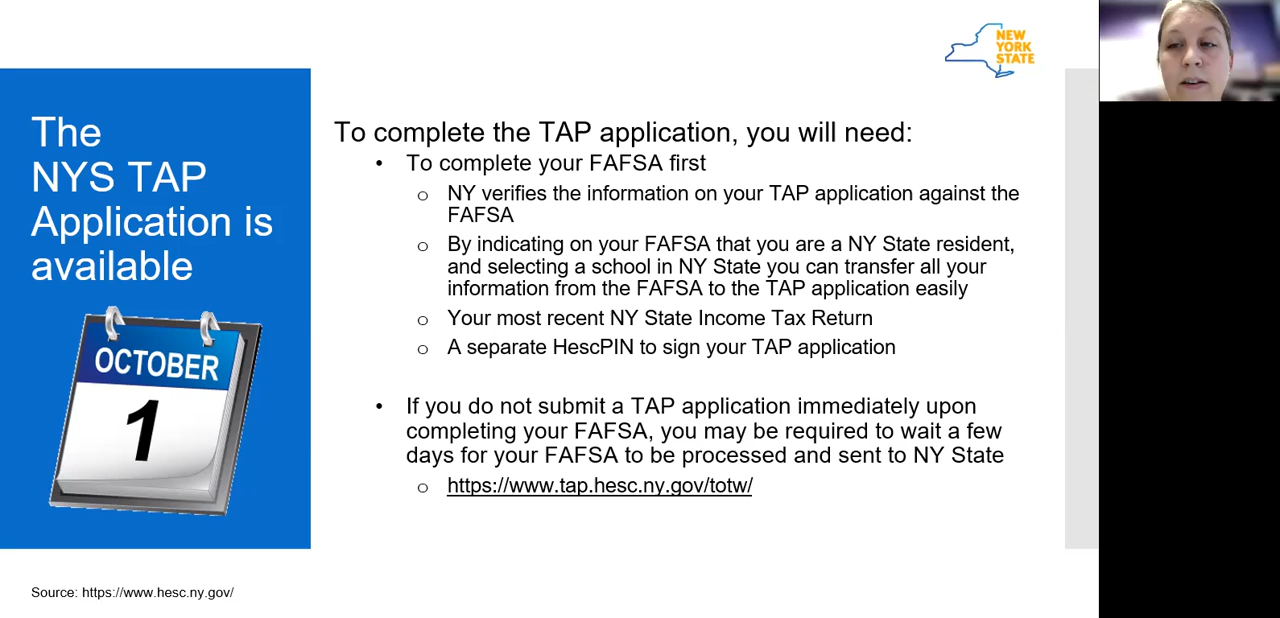 NEW
YORK
STATE
The
NYS TAP
Application is
available
OCTOBER
1
To complete the TAP application, you will need:
• To complete your FAFSA first
o NY verifies the information on your TAP application against the
FAFSA
o By indicating on your FAFSA that you are a NY State resident,
and selecting a school in NY State you can transfer all your
information from the FAFSA to the TAP application easily
o Your most recent NY State Income Tax Return
o A separate HescPIN to sign your TAP application
• If you do not submit a TAP application immediately upon
completing your FAFSA, you may be required to wait a few
days for your FAFSA to be processed and sent to NY State
o https://www.tap.hesc.ny.gov/totw/
Source: https://www.hesc.ny.gov/